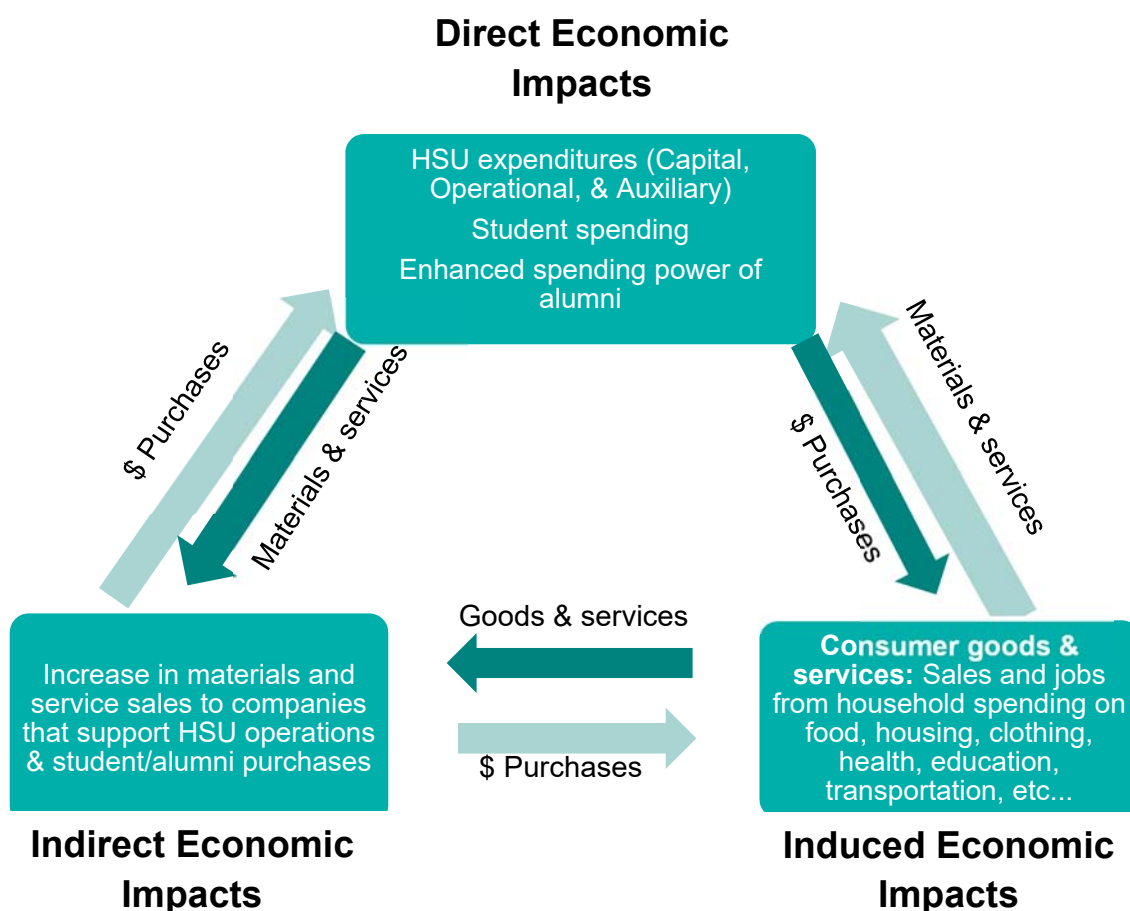 Direct Economic
Impacts
HSU expenditures (Capital,
Operational, & Auxiliary)
Student spending
Enhanced spending power of
alumni
$ Purchases
Materials & services
$ Purchases
Materials & services
Goods & services
$ Purchases
Increase in materials and
service sales to companies
that support HSU operations
& student/alumni purchases
Consumer goods &
services: Sales and jobs
from household spending on
food, housing, clothing,
health, education,
transportation, etc...
Indirect Economic
Impacts
Induced Economic
Impacts